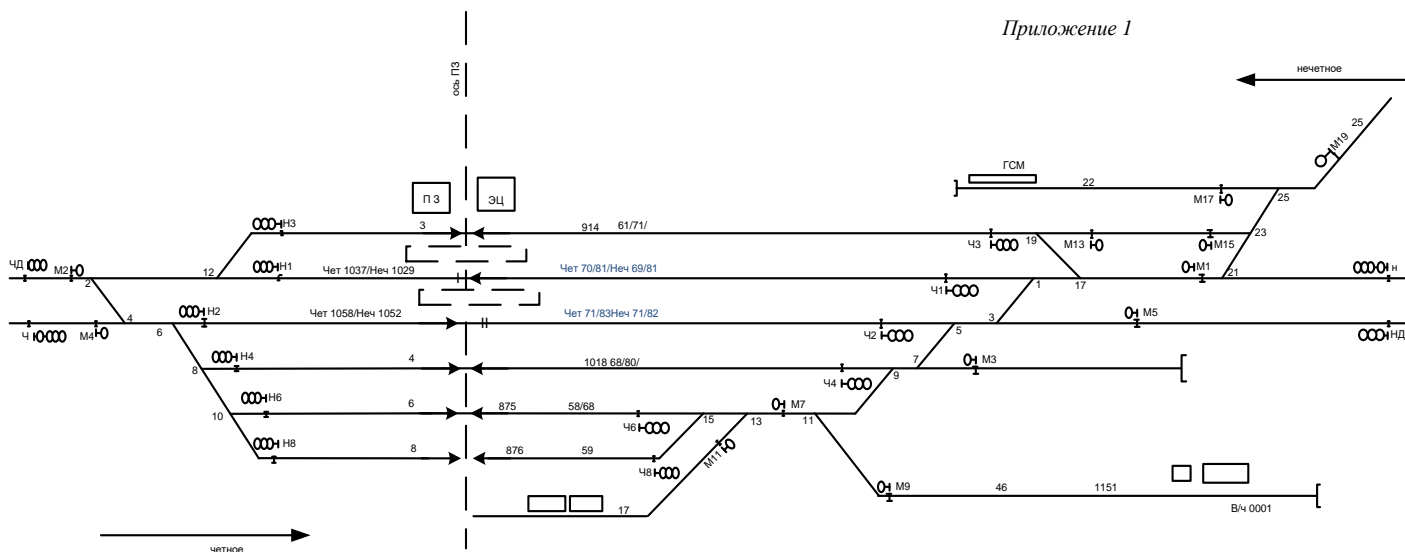 Приложение 1
нечетное
ось ПЗ
25
М19
ГСМ
П З
ЭЦ
22
М17
25
Н3
3
914
61/71/
Ч3
19
М13
М15
23
ЧД
М2
2
12
Н1
Чет 1037/Неч 1029
I
Чет 70/81/Неч 69/81
Ч1
1
17
М1
21
н
Ч
М4
4
6
Н2
Чет 1058/Неч 1052
II
Чет 71/83Неч 71/82
Ч2
5
3
М5
НД
8
Н4
4
1018 68/80/
Ч4
9
7
М3
10
Н6
6
875
58/68
Ч6
15
13
М7
11
Н8
8
876
59
Ч8
М11
17
М9
46
1151
В/ч 0001
четное